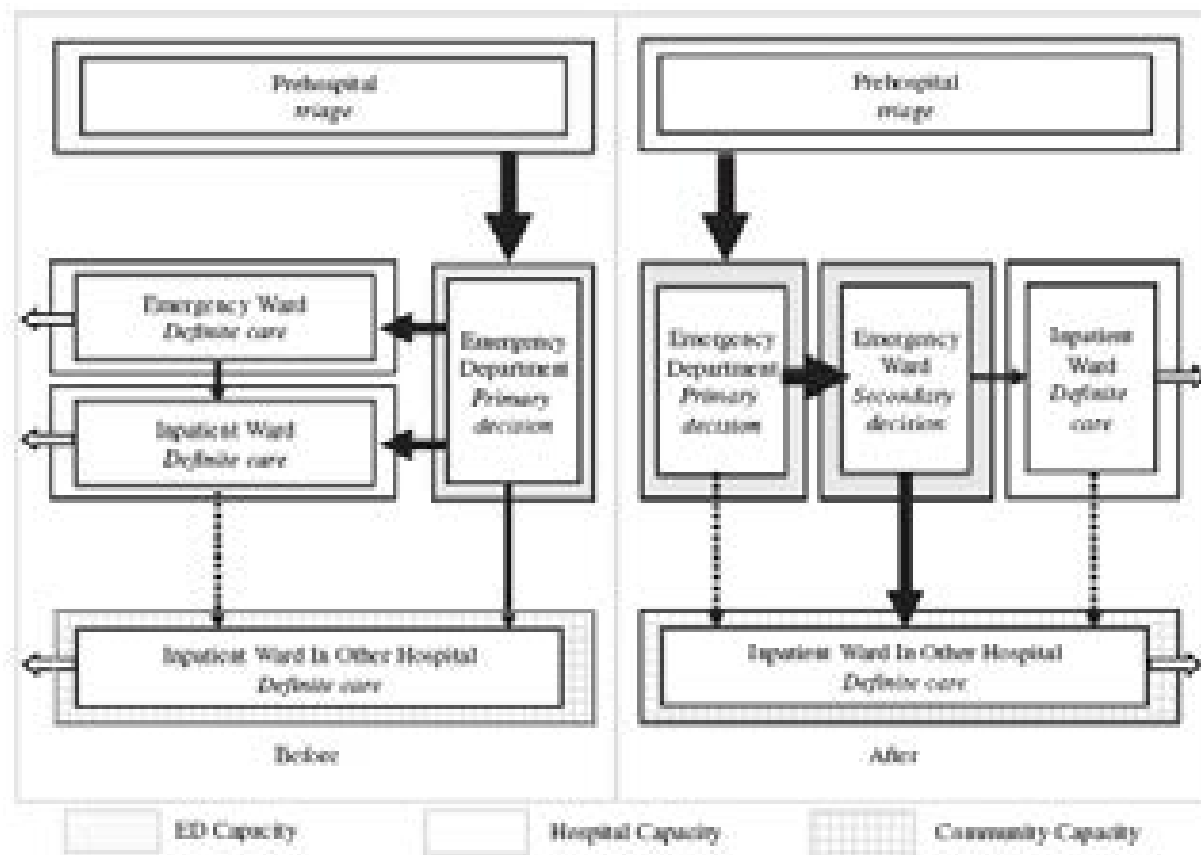 Prehospital
triage
Emergency Ward
Definite care
Inpatient Ward
Definite care
Emergency
Department
Primary
decision
Inpatient Ward In Other Hospital
Definite care
Before
Prehospital
triage
Emergency
Department
Primary
decision
Emergency
Ward
Secondary
decision
Inpatient
Ward
Definite
care
Inpatient Ward In Other Hospital
Definite care
After
ED Capacity
Hospital Capacity
Community Capacity